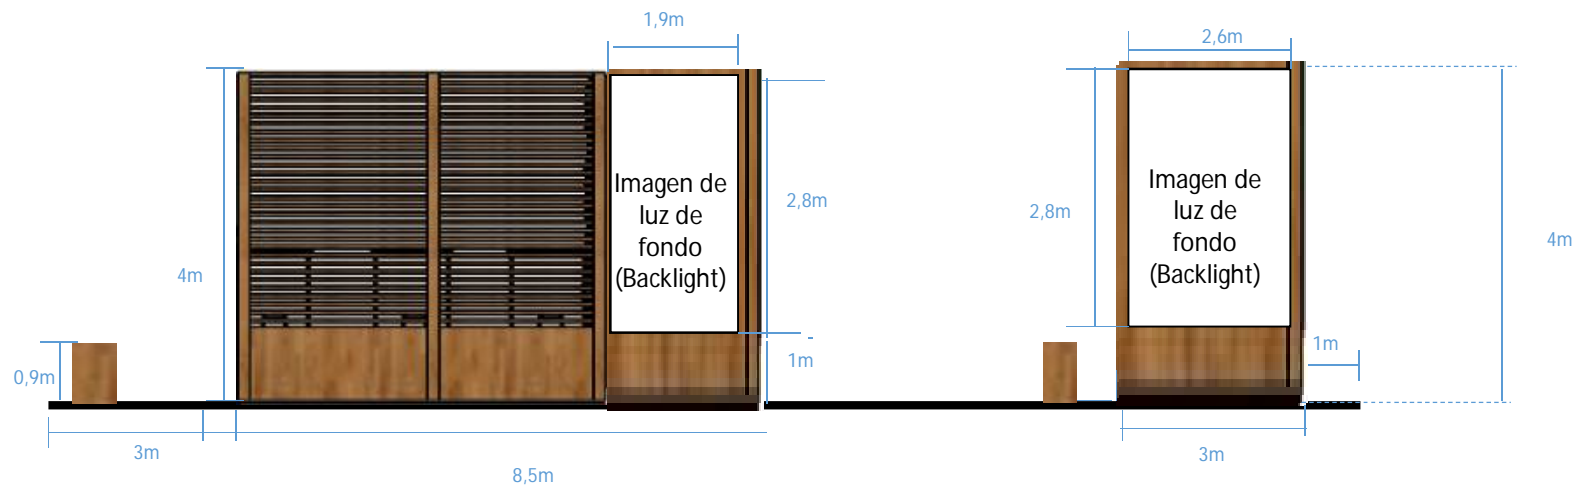 1,9m
2,6m
Imagen de
luz de
fondo
(Backlight)
2,8m
4m
0,9m
1m
3m
8,5m
Imagen de
luz de
fondo
(Backlight)
2,8m
4m
1m
3m